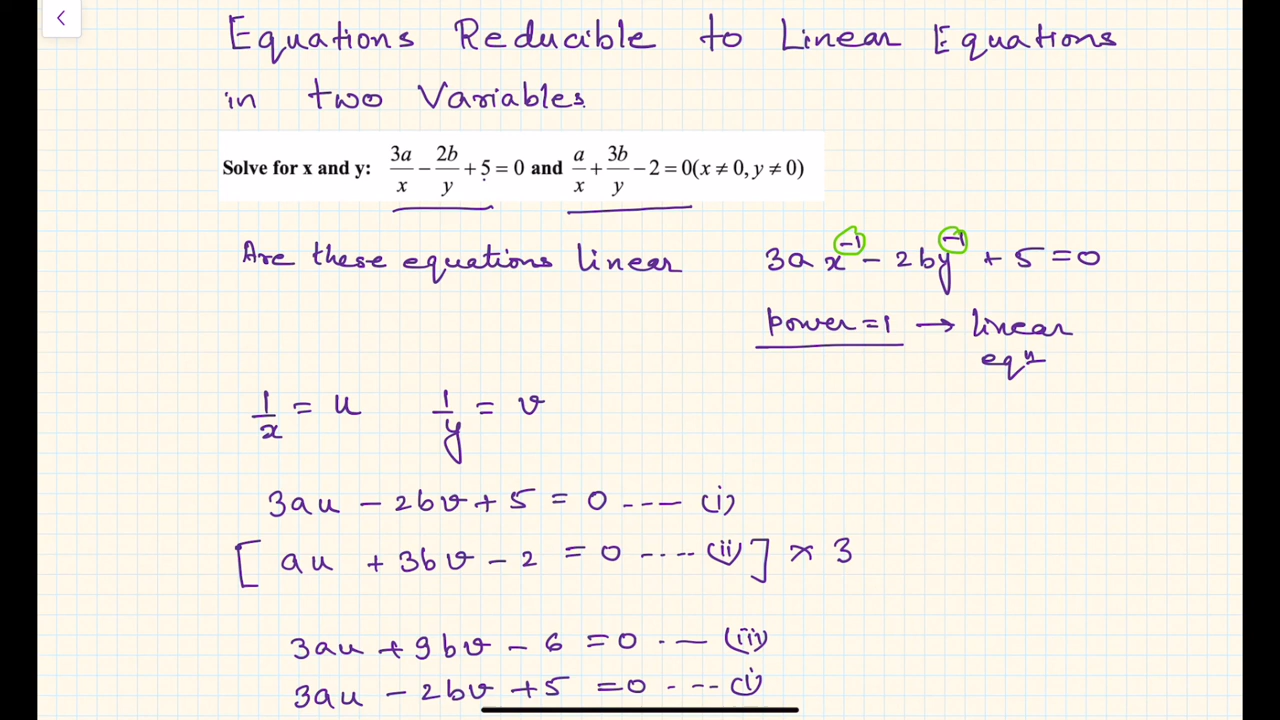 Equations Reducible to Linear Equations
in two Variables
Solve for x and y: 3a/x - 2b/y + 5 = 0 and a/x + 3b/y - 2 = 0(x ≠ 0, y ≠ 0)
Are these equations linear
3a x⁻¹ - 2by⁻¹ + 5 = 0
power = 1 → linear
eqⁿ
1/x = u 1/y = v
3au - 2bv + 5 = 0 --- (i)
[ au + 3bv - 2 = 0 ---- (ii) ] × 3
3au + 9bv - 6 = 0 -- (iii)
3au - 2bv + 5 = 0 --- (i)